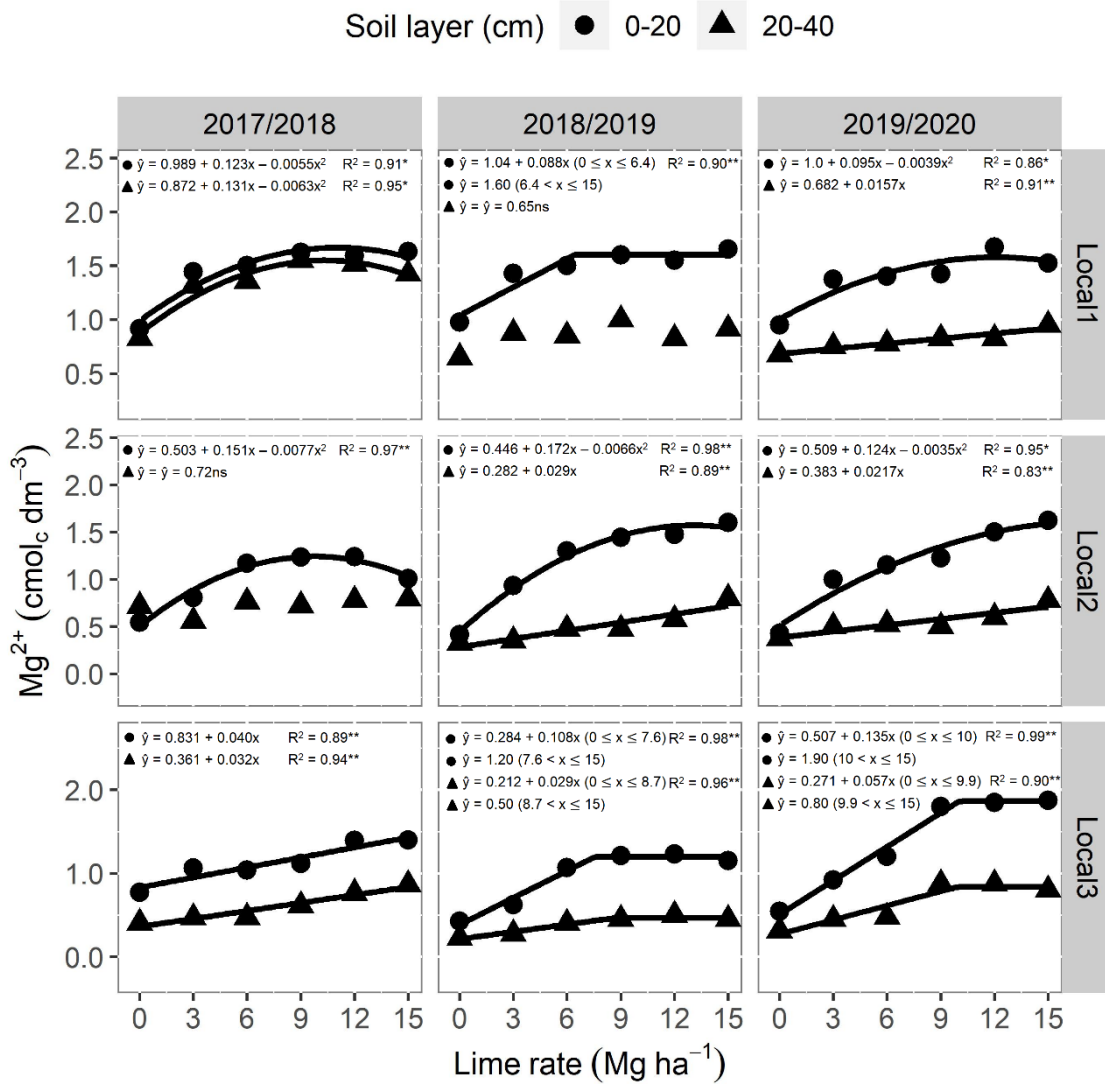 Soil layer (cm) 0-20 20-40
2017/2018 2018/2019 2019/2020
ŷ = 0.989 + 0.123x − 0.0055x² R² = 0.91*
ŷ = 0.872 + 0.131x − 0.0063x² R² = 0.95*
ŷ = 1.04 + 0.088x (0 ≤ x ≤ 6.4) R² = 0.90**
ŷ = 1.60 (6.4 < x ≤ 15)
ŷ = ŷ = 0.65ns
ŷ = 1.0 + 0.095x − 0.0039x² R² = 0.86*
ŷ = 0.682 + 0.0157x R² = 0.91**
2.5
2.0
1.5
1.0
0.5
Local1
ŷ = 0.503 + 0.151x − 0.0077x² R² = 0.97**
ŷ = ŷ = 0.72ns
ŷ = 0.446 + 0.172x − 0.0066x² R² = 0.98**
ŷ = 0.282 + 0.029x R² = 0.89**
ŷ = 0.509 + 0.124x − 0.0035x² R² = 0.95*
ŷ = 0.383 + 0.0217x R² = 0.83**
2.5
2.0
1.5
1.0
0.5
0.0
Local2
Mg²⁺ (cmol꜀ dm⁻³)
ŷ = 0.831 + 0.040x R² = 0.89**
ŷ = 0.361 + 0.032x R² = 0.94**
ŷ = 0.284 + 0.108x (0 ≤ x ≤ 7.6) R² = 0.98**
ŷ = 1.20 (7.6 < x ≤ 15)
ŷ = 0.212 + 0.029x (0 ≤ x ≤ 8.7) R² = 0.96**
ŷ = 0.50 (8.7 < x ≤ 15)
ŷ = 0.507 + 0.135x (0 ≤ x ≤ 10) R² = 0.99**
ŷ = 1.90 (10 < x ≤ 15)
ŷ = 0.271 + 0.057x (0 ≤ x ≤ 9.9) R² = 0.90**
ŷ = 0.80 (9.9 < x ≤ 15)
2.0
1.0
0.0
Local3
0 3 6 9 12 15 0 3 6 9 12 15 0 3 6 9 12 15
Lime rate (Mg ha⁻¹)